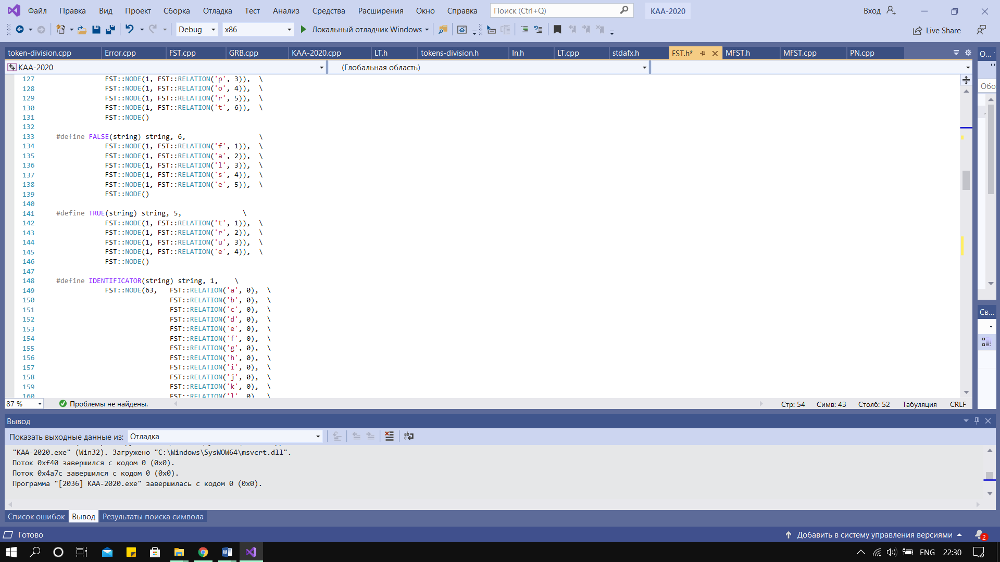 Файл Правка Вид Проект Сборка Отладка Тест Анализ Средства Расширения Окно Справка Поиск (Ctrl+Q) KAA-2020 Вход
Debug x86 Локальный отладчик Windows Live Share
token-division.cpp Error.cpp FST.cpp GRB.cpp KAA-2020.cpp LT.h tokens-division.h In.h LT.cpp stdafx.h FST.h* MFST.h MFST.cpp PN.cpp О...
KAA-2020 (Глобальная область)
Обо
127 FST::NODE(1, FST::RELATION('p', 3)), \
128 FST::NODE(1, FST::RELATION('o', 4)), \
129 FST::NODE(1, FST::RELATION('r', 5)), \
130 FST::NODE(1, FST::RELATION('t', 6)), \
131 FST::NODE()
132
133 #define FALSE(string) string, 6, \
134 FST::NODE(1, FST::RELATION('f', 1)), \
135 FST::NODE(1, FST::RELATION('a', 2)), \
136 FST::NODE(1, FST::RELATION('l', 3)), \
137 FST::NODE(1, FST::RELATION('s', 4)), \
138 FST::NODE(1, FST::RELATION('e', 5)), \
139 FST::NODE()
140
141 #define TRUE(string) string, 5, \
142 FST::NODE(1, FST::RELATION('t', 1)), \
143 FST::NODE(1, FST::RELATION('r', 2)), \
144 FST::NODE(1, FST::RELATION('u', 3)), \
145 FST::NODE(1, FST::RELATION('e', 4)), \
146 FST::NODE()
147
148 #define IDENTIFICATOR(string) string, 1, \
149 FST::NODE(63, FST::RELATION('a', 0), \
150 FST::RELATION('b', 0), \
151 FST::RELATION('c', 0), \
152 FST::RELATION('d', 0), \
153 FST::RELATION('e', 0), \
154 FST::RELATION('f', 0), \
155 FST::RELATION('g', 0), \
156 FST::RELATION('h', 0), \
157 FST::RELATION('i', 0), \
158 FST::RELATION('j', 0), \
159 FST::RELATION('k', 0), \
160 FST::RELATION('l', 0), \
Св...
87 % Проблемы не найдены. Стр: 54 Симв: 43 Столб: 52 Табуляция CRLF
Вывод
Показать выходные данные из: Отладка
"KAA-2020.exe" (Win32). Загружено "C:\Windows\SysWOW64\msvcrt.dll".
Поток 0xf40 завершился с кодом 0 (0x0).
Поток 0x4a7c завершился с кодом 0 (0x0).
Программа "[2036] KAA-2020.exe" завершилась с кодом 0 (0x0).
Список ошибок Вывод Результаты поиска символа
Готово Добавить в систему управления версиями 2
ENG 22:30